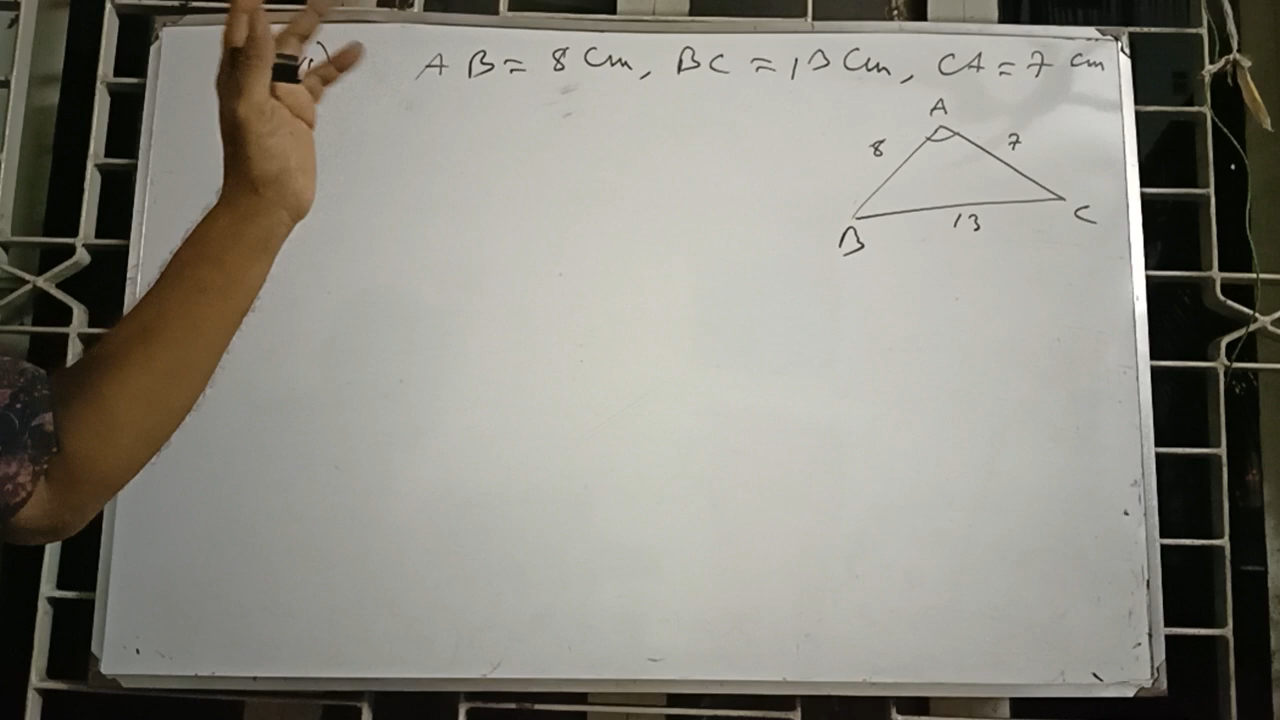 AB = 8 cm, BC = 13 cm, CA = 7 cm
A
8 7
13
B C